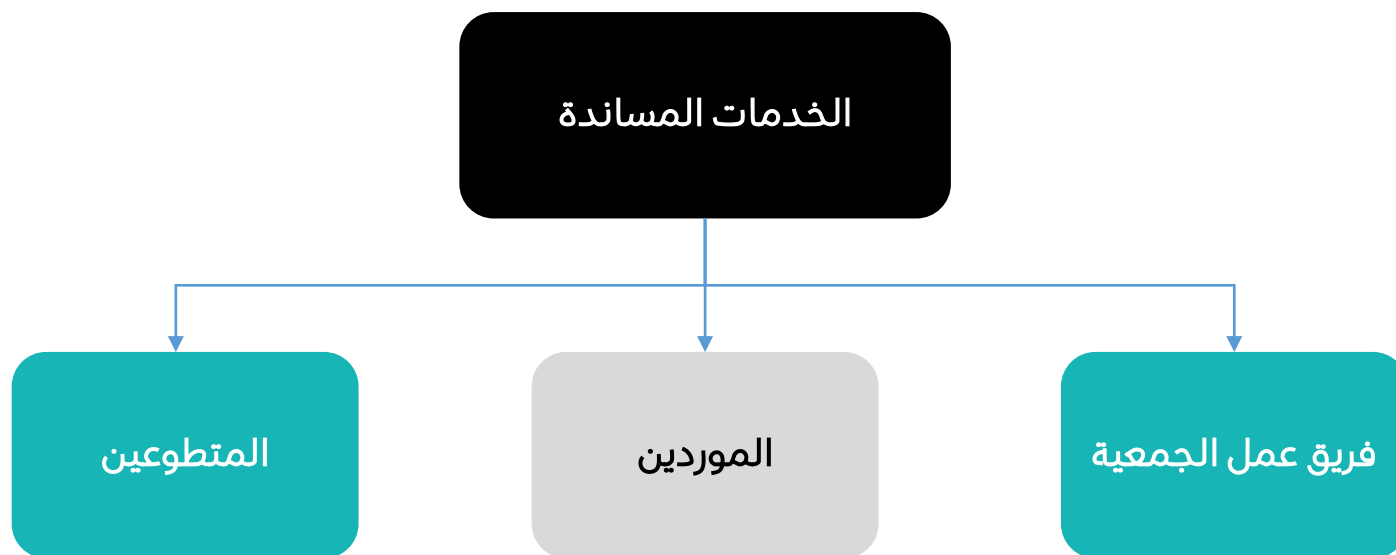 الخدمات المساندة
فريق عمل الجمعية
الموردين
المتطوعين